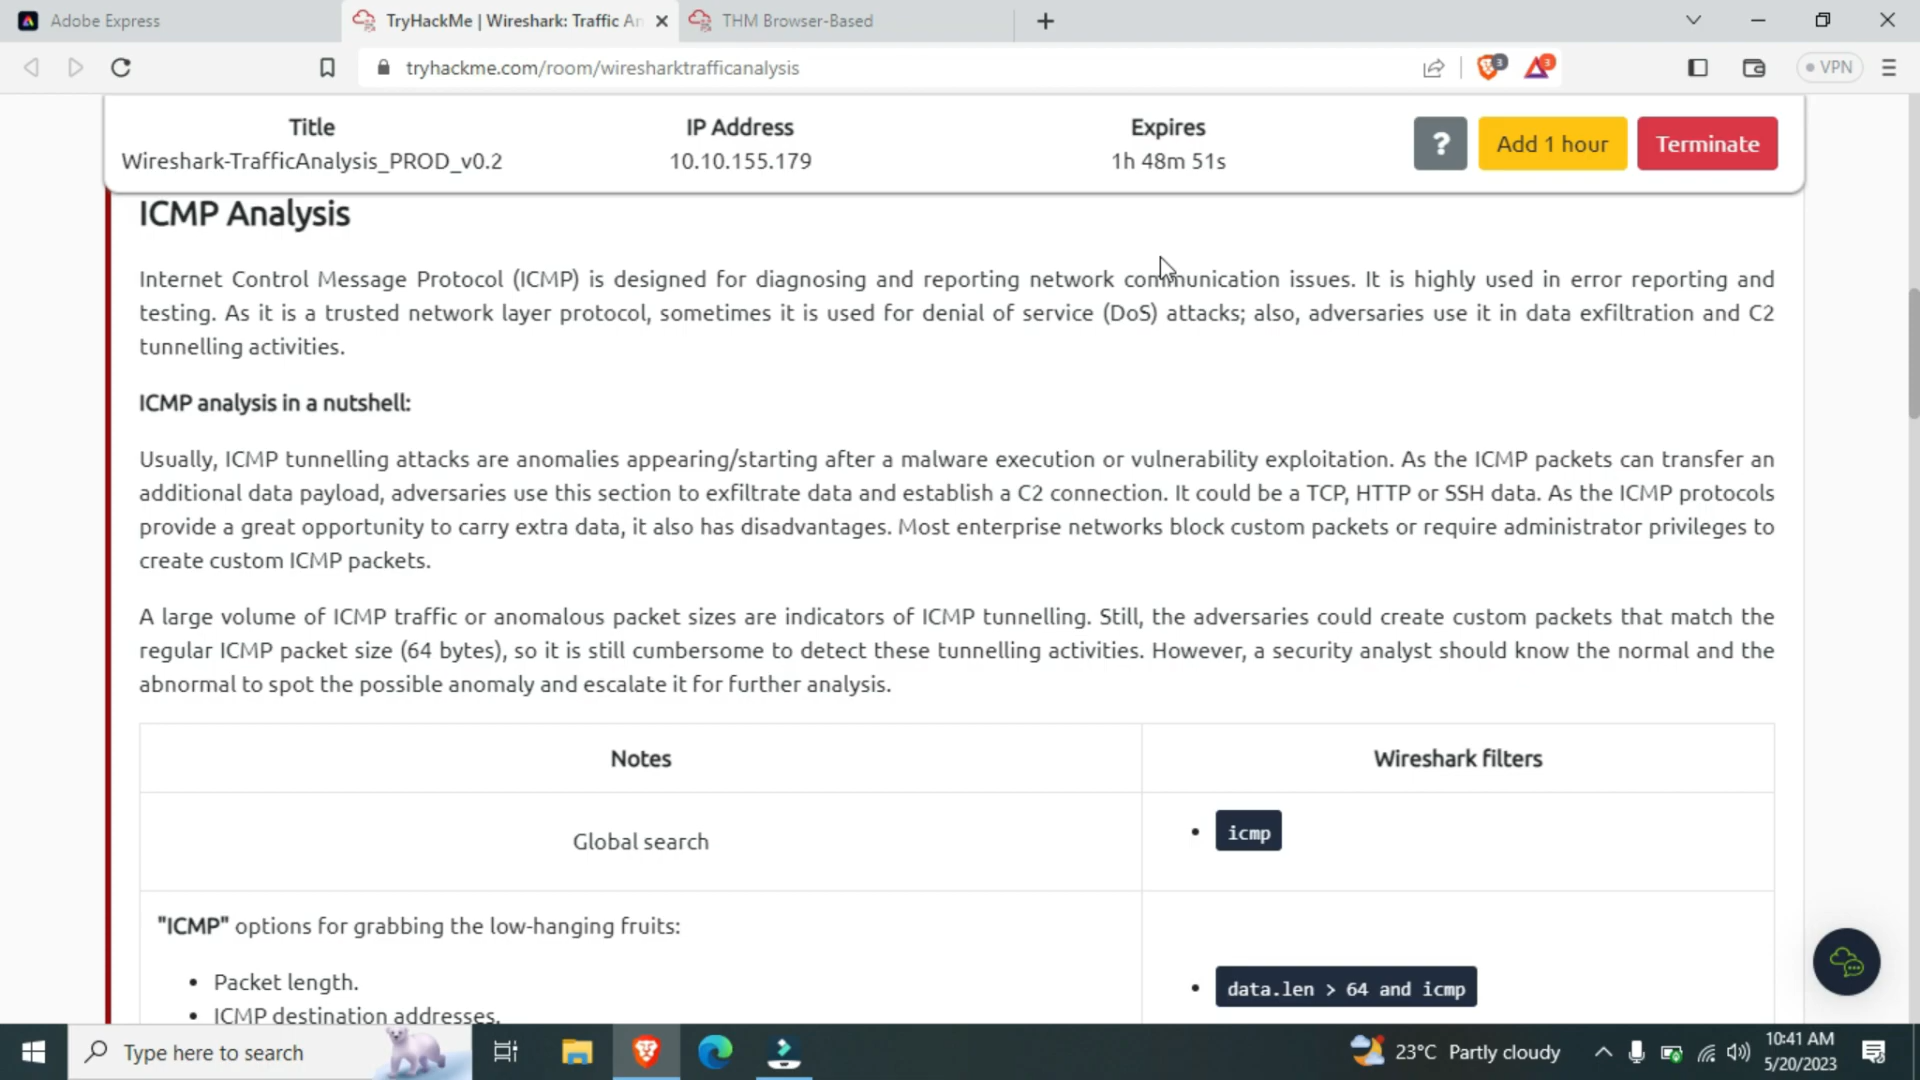 Adobe Express
TryHackMe | Wireshark: Traffic An
THM Browser-Based
tryhackme.com/room/wiresharktrafficanalysis
3
3
VPN
Title
IP Address
Expires
Wireshark-TrafficAnalysis_PROD_v0.2
10.10.155.179
1h 48m 51s
?
Add 1 hour
Terminate
ICMP Analysis
Internet Control Message Protocol (ICMP) is designed for diagnosing and reporting network communication issues. It is highly used in error reporting and
testing. As it is a trusted network layer protocol, sometimes it is used for denial of service (DoS) attacks; also, adversaries use it in data exfiltration and C2
tunnelling activities.
ICMP analysis in a nutshell:
Usually, ICMP tunnelling attacks are anomalies appearing/starting after a malware execution or vulnerability exploitation. As the ICMP packets can transfer an
additional data payload, adversaries use this section to exfiltrate data and establish a C2 connection. It could be a TCP, HTTP or SSH data. As the ICMP protocols
provide a great opportunity to carry extra data, it also has disadvantages. Most enterprise networks block custom packets or require administrator privileges to
create custom ICMP packets.
A large volume of ICMP traffic or anomalous packet sizes are indicators of ICMP tunnelling. Still, the adversaries could create custom packets that match the
regular ICMP packet size (64 bytes), so it is still cumbersome to detect these tunnelling activities. However, a security analyst should know the normal and the
abnormal to spot the possible anomaly and escalate it for further analysis.
Notes
Wireshark filters
Global search
• icmp
"ICMP" options for grabbing the low-hanging fruits:
• Packet length.
• ICMP destination addresses.
• data.len > 64 and icmp
Type here to search
23°C Partly cloudy
10:41 AM
5/20/2023